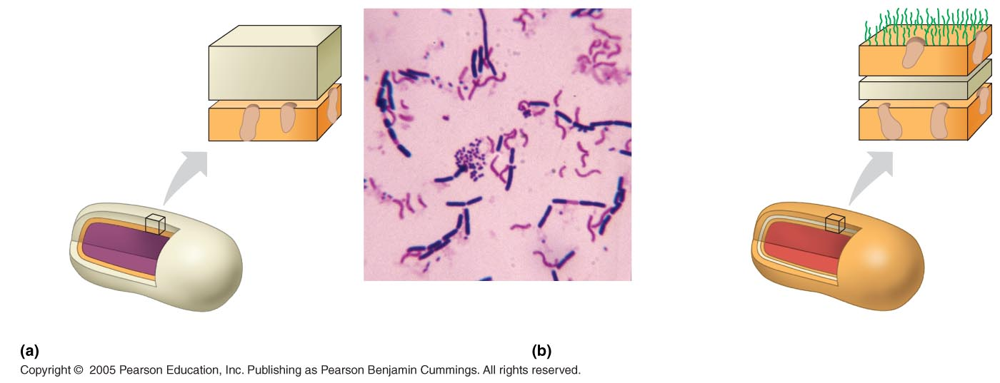 (a)
(b)
Copyright © 2005 Pearson Education, Inc. Publishing as Pearson Benjamin Cummings. All rights reserved.